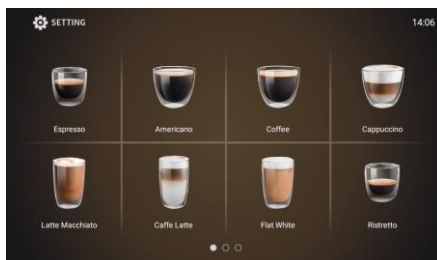 SETTING
14:06
Espresso
Americano
Coffee
Cappuccino
Latte Macchiato
Caffe Latte
Flat White
Ristretto